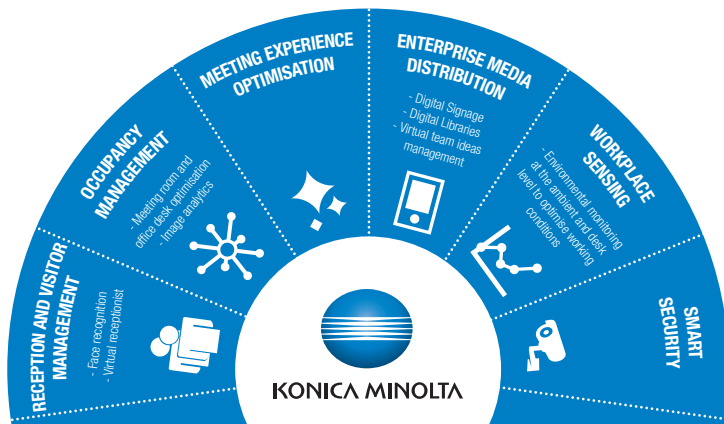 RECEPTION AND VISITOR
MANAGEMENT
- Face recognition
- Virtual receptionist
OCCUPANCY
MANAGEMENT
- Meeting room and
office desk optimisation
- Image analytics
MEETING EXPERIENCE
OPTIMISATION
ENTERPRISE MEDIA
DISTRIBUTION
- Digital Signage
- Digital Libraries
- Virtual team ideas
management
WORKPLACE
SENSING
- Environmental monitoring
at the ambient and desk
level to optimise working
conditions
SMART
SECURITY
KONICA MINOLTA